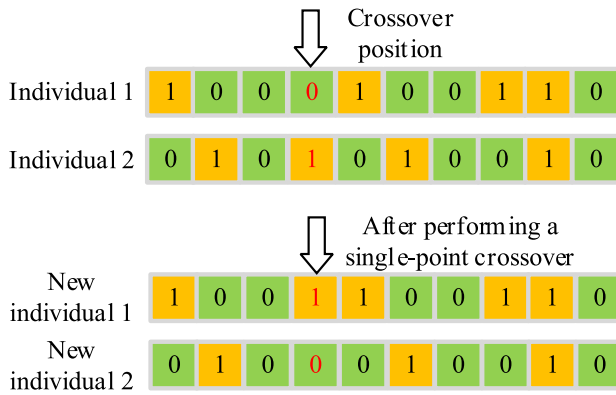 Crossover
position
Individual 1 1 0 0 0 1 0 0 1 1 0
Individual 2 0 1 0 1 0 1 0 0 1 0
After performing a
single-point crossover
New
individual 1 1 0 0 1 1 0 0 1 1 0
New
individual 2 0 1 0 0 0 1 0 0 1 0